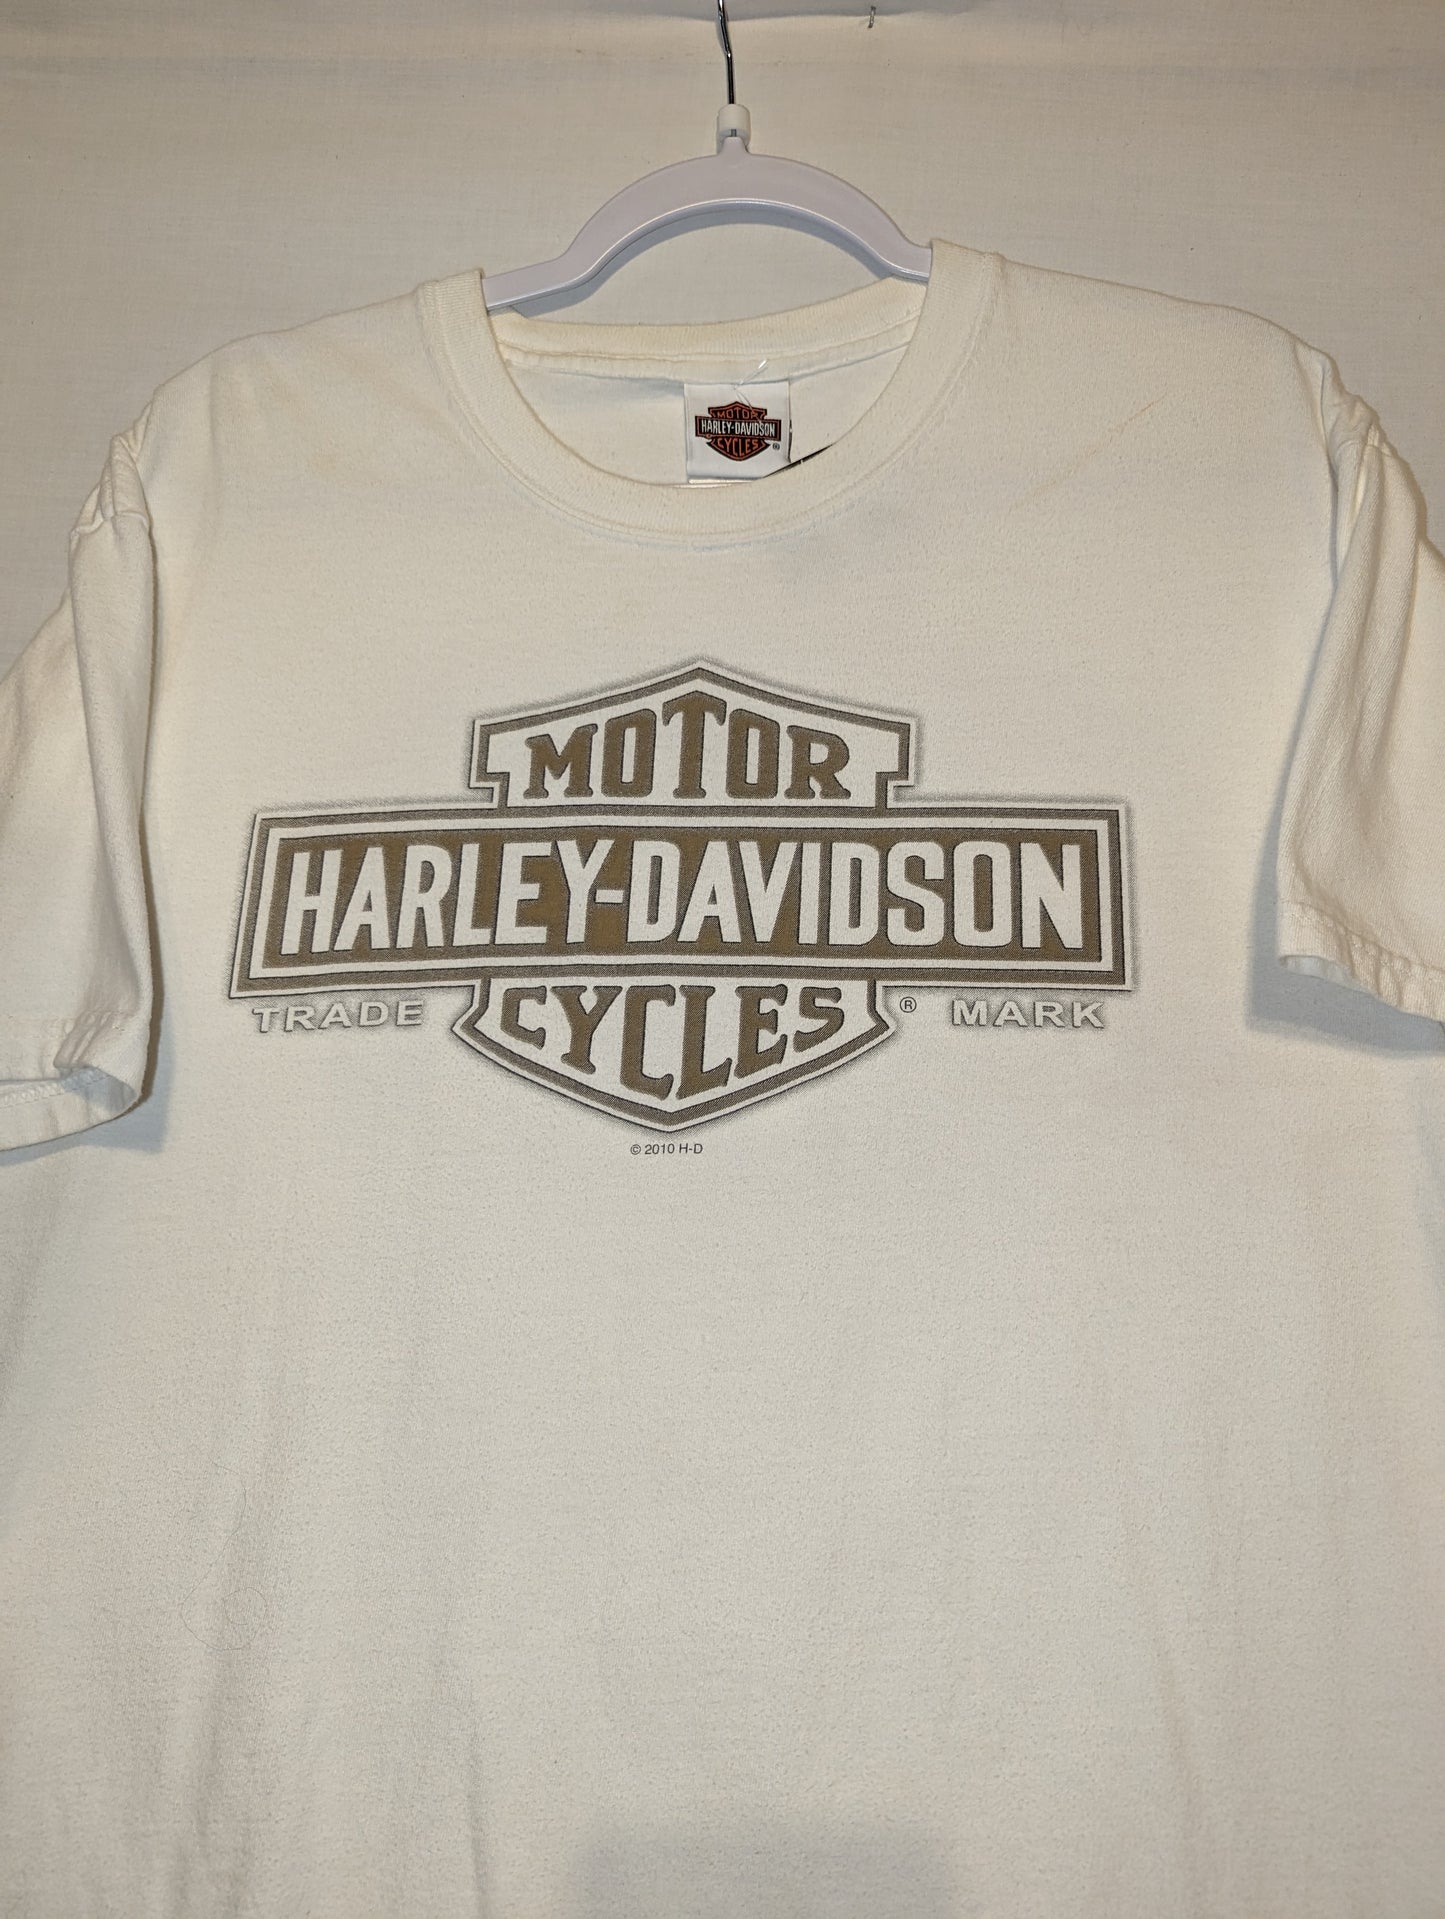 MOTOR
HARLEY-DAVIDSON
CYCLES ®
MOTOR
HARLEY-DAVIDSON
TRADE CYCLES ® MARK
© 2010 H-D